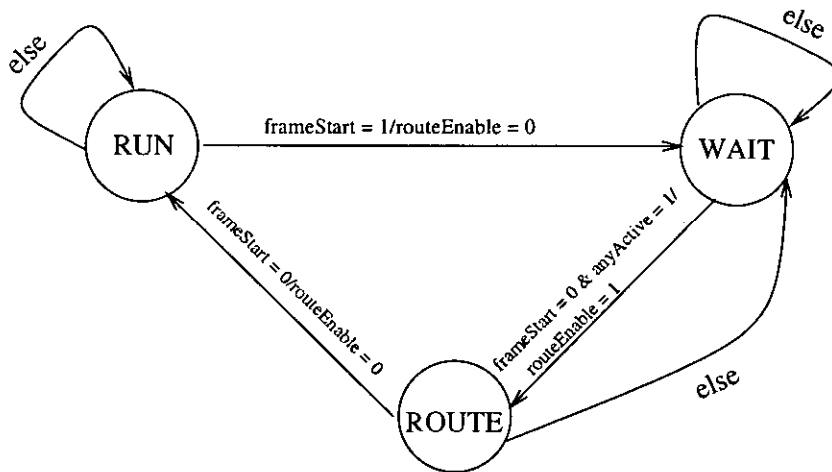 else
else
frameStart = 1/routeEnable = 0
RUN
WAIT
frameStart = 0/routeEnable = 0
frameStart = 0 & anyActive = 1/
routeEnable = 1
else
ROUTE